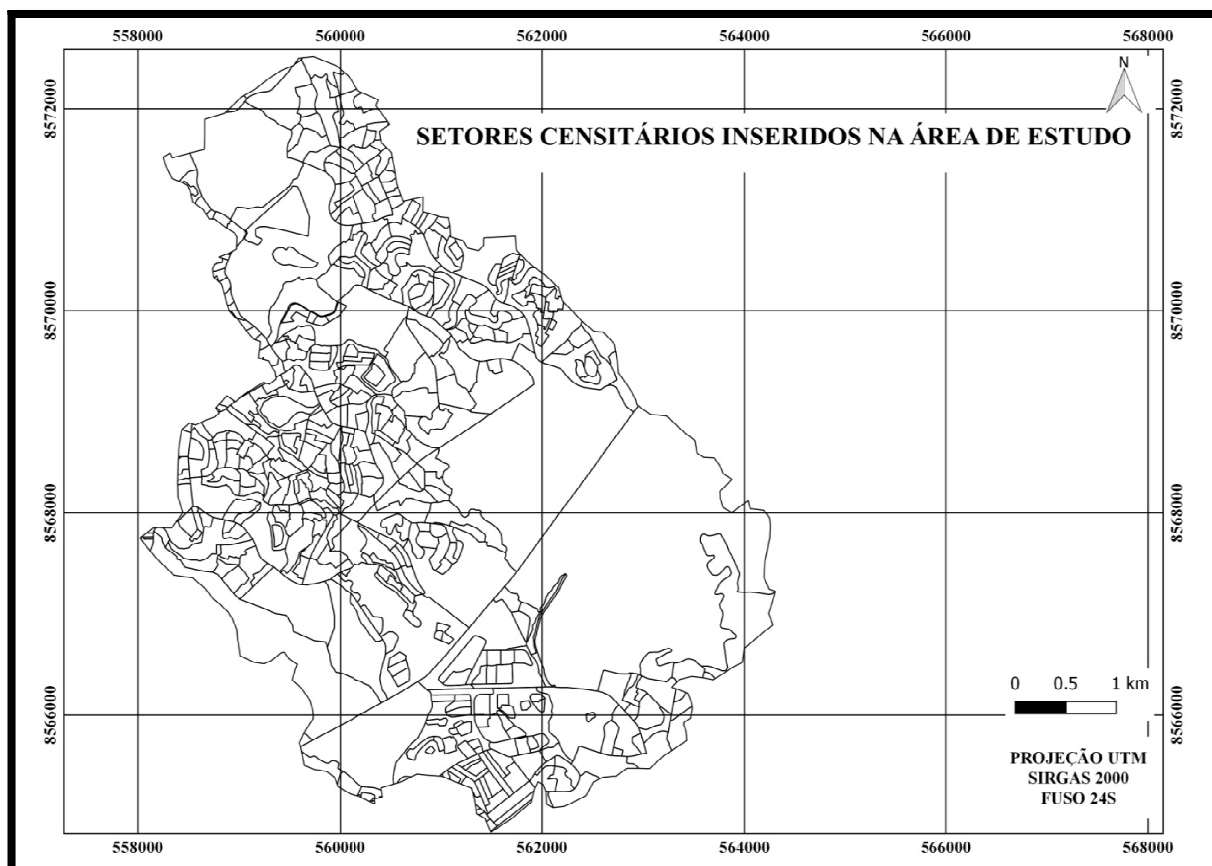 558000 560000 562000 564000 566000 568000
N
8572000 8572000
SETORES CENSITÁRIOS INSERIDOS NA ÁREA DE ESTUDO
8570000 8570000
8568000 8568000
0 0.5 1 km
8566000 8566000
PROJEÇÃO UTM
SIRGAS 2000
FUSO 24S
558000 560000 562000 564000 566000 568000